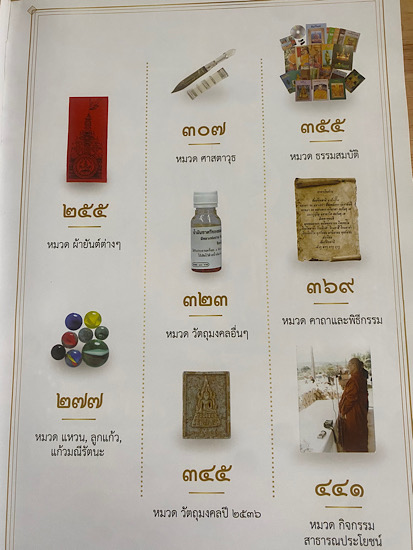 ๒๕๕
หมวด ผ้ายันต์ต่างๆ
๒๗๗
หมวด แหวน, ลูกแก้ว,
แก้วมณีรัตนะ
๓๐๗
หมวด ศาสตาวุธ
๓๒๓
หมวด วัตถุมงคลอื่นๆ
๓๔๕
หมวด วัตถุมงคลปี ๒๕๓๖
๓๕๕
หมวด ธรรมสมบัติ
๓๖๙
หมวด คาถาและพิธีกรรม
๔๔๑
หมวด กิจกรรม
สาธารณประโยชน์